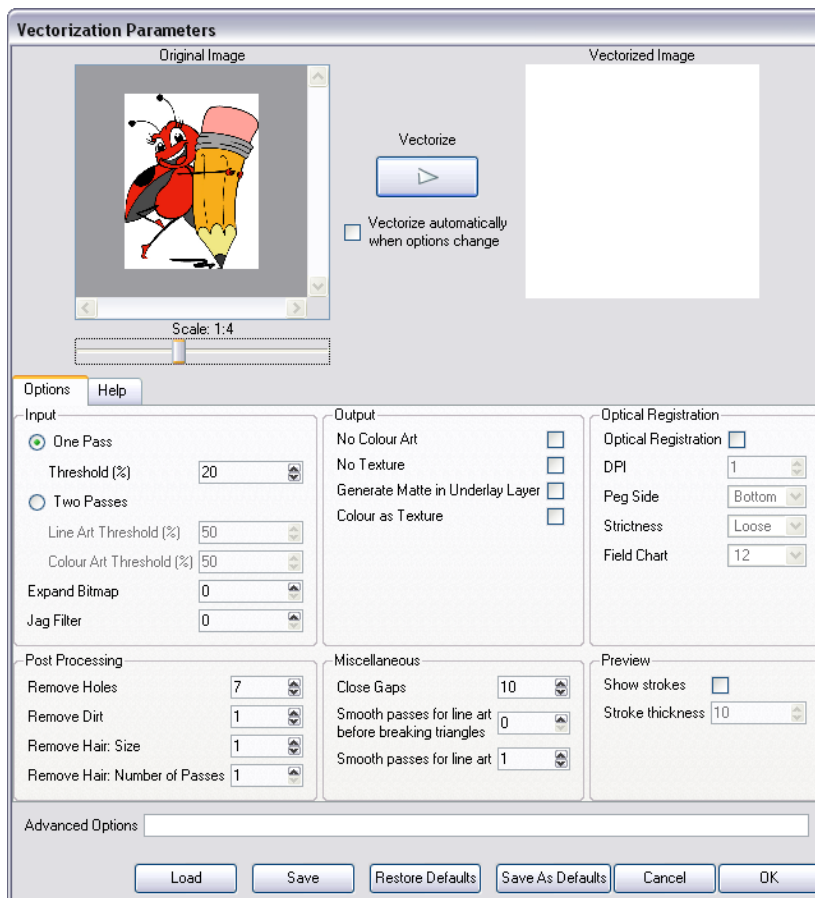 Vectorization Parameters
Original Image
Vectorized Image
Vectorize
Vectorize automatically
when options change
Scale: 1:4
Options
Help
Input
One Pass
Threshold (%) 20
Two Passes
Line Art Threshold (%) 50
Colour Art Threshold (%) 50
Expand Bitmap 0
Jag Filter 0
Output
No Colour Art
No Texture
Generate Matte in Underlay Layer
Colour as Texture
Optical Registration
Optical Registration
DPI 1
Peg Side Bottom
Strictness Loose
Field Chart 12
Post Processing
Remove Holes 7
Remove Dirt 1
Remove Hair: Size 1
Remove Hair: Number of Passes 1
Miscellaneous
Close Gaps 10
Smooth passes for line art
before breaking triangles 0
Smooth passes for line art 1
Preview
Show strokes
Stroke thickness 10
Advanced Options
Load
Save
Restore Defaults
Save As Defaults
Cancel
OK